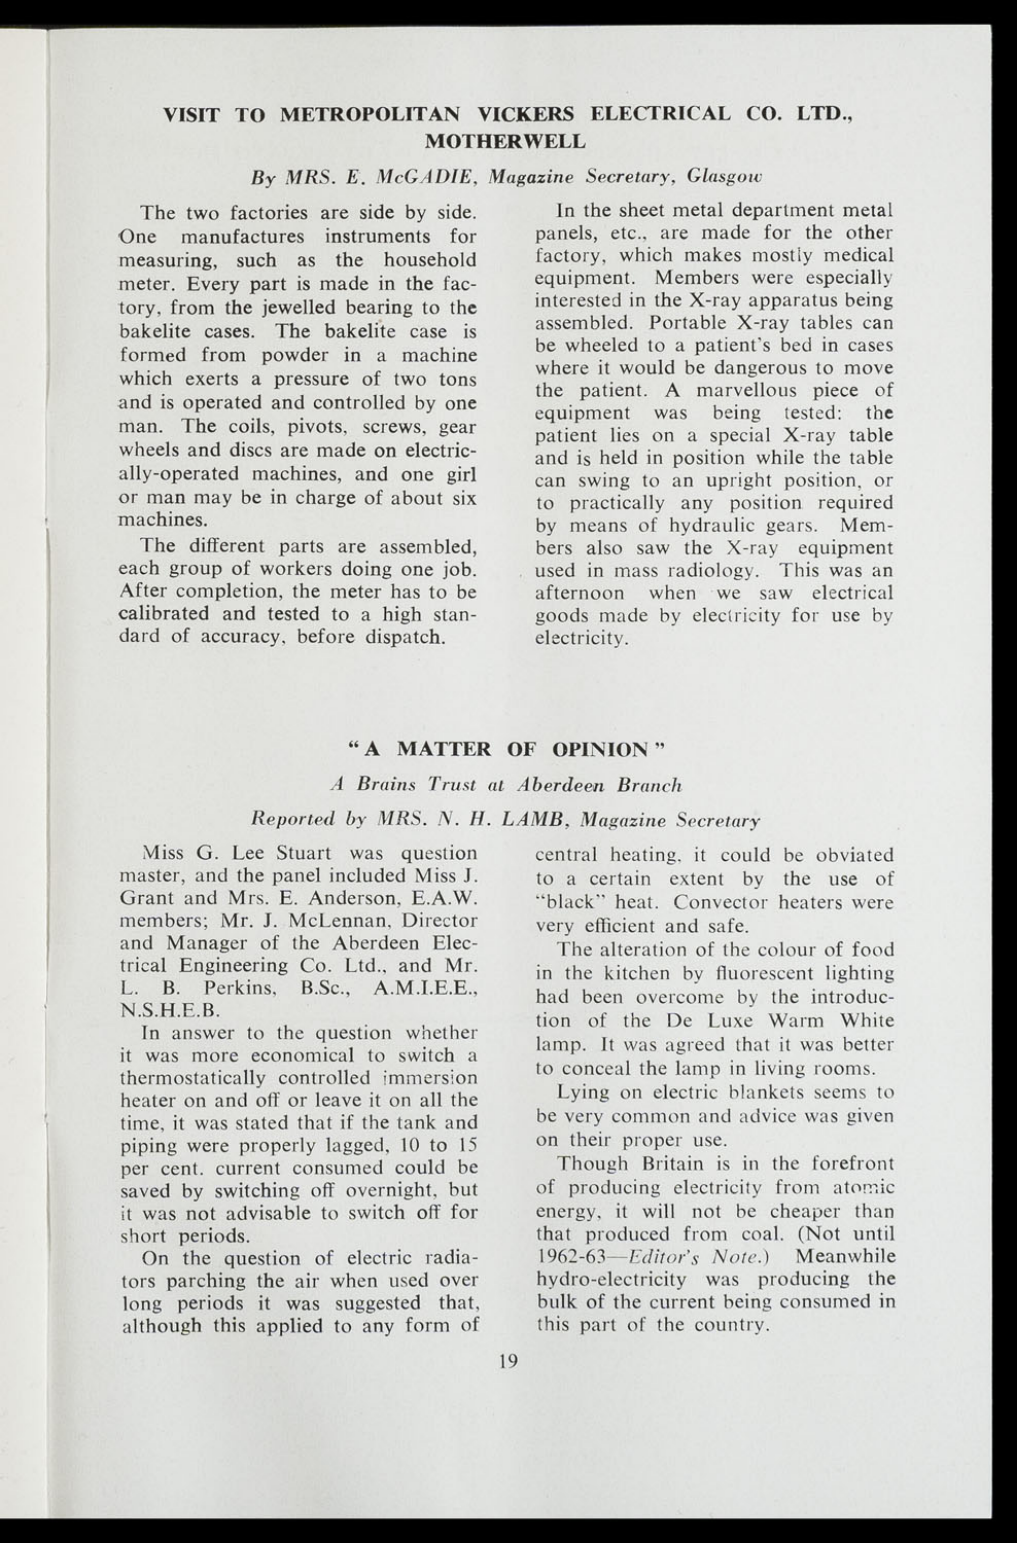 VISIT TO METROPOLITAN VICKERS ELECTRICAL CO. LTD.,
MOTHERWELL
By MRS. E. McGADIE, Magazine Secretary, Glasgow
The two factories are side by side.
One manufactures instruments for
measuring, such as the household
meter. Every part is made in the fac-
tory, from the jewelled bearing to the
bakelite cases. The bakelite case is
formed from powder in a machine
which exerts a pressure of two tons
and is operated and controlled by one
man. The coils, pivots, screws, gear
wheels and discs are made on electric-
ally-operated machines, and one girl
or man may be in charge of about six
machines.
The different parts are assembled,
each group of workers doing one job.
After completion, the meter has to be
calibrated and tested to a high stan-
dard of accuracy, before dispatch.
In the sheet metal department metal
panels, etc., are made for the other
factory, which makes mostly medical
equipment. Members were especially
interested in the X-ray apparatus being
assembled. Portable X-ray tables can
be wheeled to a patient's bed in cases
where it would be dangerous to move
the patient. A marvellous piece of
equipment was being tested: the
patient lies on a special X-ray table
and is held in position while the table
can swing to an upright position, or
to practically any position required
by means of hydraulic gears. Mem-
bers also saw the X-ray equipment
used in mass radiology. This was an
afternoon when we saw electrical
goods made by electricity for use by
electricity.
“A MATTER OF OPINION”
A Brains Trust at Aberdeen Branch
Reported by MRS. N. H. LAMB, Magazine Secretary
Miss G. Lee Stuart was question
master, and the panel included Miss J.
Grant and Mrs. E. Anderson, E.A.W.
members; Mr. J. McLennan, Director
and Manager of the Aberdeen Elec-
trical Engineering Co. Ltd., and Mr.
L. B. Perkins, B.Sc., A.M.I.E.E.,
N.S.H.E.B.
In answer to the question whether
it was more economical to switch a
thermostatically controlled immersion
heater on and off or leave it on all the
time, it was stated that if the tank and
piping were properly lagged, 10 to 15
per cent. current consumed could be
saved by switching off overnight, but
it was not advisable to switch off for
short periods.
On the question of electric radia-
tors parching the air when used over
long periods it was suggested that,
although this applied to any form of
central heating, it could be obviated
to a certain extent by the use of
“black” heat. Convector heaters were
very efficient and safe.
The alteration of the colour of food
in the kitchen by fluorescent lighting
had been overcome by the introduc-
tion of the De Luxe Warm White
lamp. It was agreed that it was better
to conceal the lamp in living rooms.
Lying on electric blankets seems to
be very common and advice was given
on their proper use.
Though Britain is in the forefront
of producing electricity from atomic
energy, it will not be cheaper than
that produced from coal. (Not until
1962-63—Editor's Note.) Meanwhile
hydro-electricity was producing the
bulk of the current being consumed in
this part of the country.
19